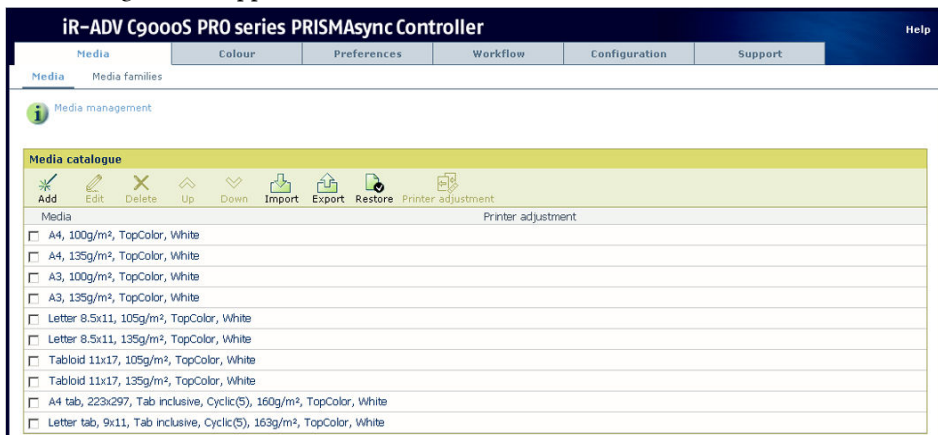 iR-ADV C9000S PRO series PRISMAsync Controller
Help
Media Colour Preferences Workflow Configuration Support
Media Media families
Media management
Media catalogue
Add Edit Delete Up Down Import Export Restore Printer adjustment
Media Printer adjustment
A4, 100g/m², TopColor, White
A4, 135g/m², TopColor, White
A3, 100g/m², TopColor, White
A3, 135g/m², TopColor, White
Letter 8.5x11, 105g/m², TopColor, White
Letter 8.5x11, 135g/m², TopColor, White
Tabloid 11x17, 105g/m², TopColor, White
Tabloid 11x17, 135g/m², TopColor, White
A4 tab, 223x297, Tab inclusive, Cyclic(5), 160g/m², TopColor, White
Letter tab, 9x11, Tab inclusive, Cyclic(5), 163g/m², TopColor, White